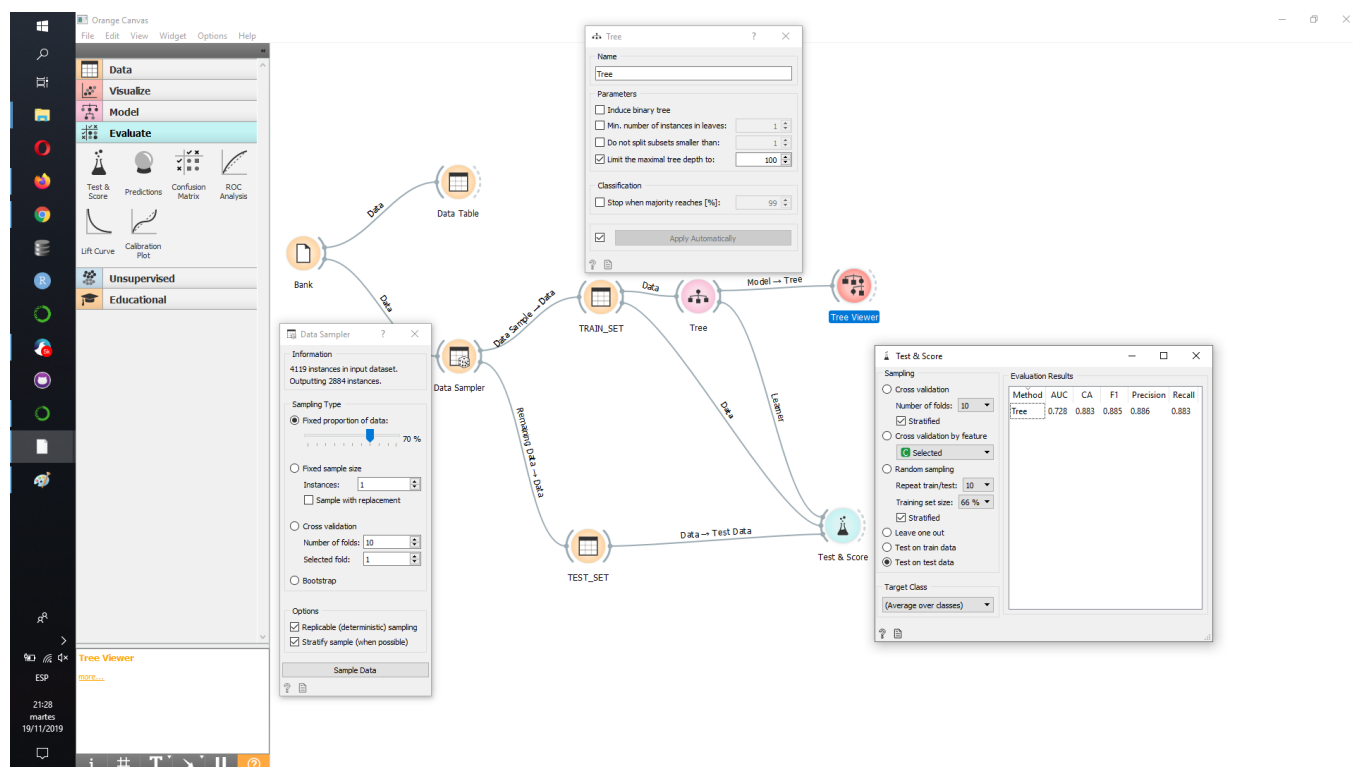 Orange Canvas
File Edit View Widget Options Help
Data
Visualize
Model
Evaluate
Test & Score
Predictions
Confusion Matrix
ROC Analysis
Lift Curve
Calibration Plot
Unsupervised
Educational
Tree Viewer
more...
ESP
21:28
martes
19/11/2019
Bank
Data
Data Table
Data
Data Sampler
Data Sample → Data
TRAIN_SET
Data
Tree
Model → Tree
Tree Viewer
Remaining Data → Data
TEST_SET
Data
Learner
Data → Test Data
Test & Score
Tree ? ×
Name
Tree
Parameters
Induce binary tree
Min. number of instances in leaves: 1
Do not split subsets smaller than: 1
Limit the maximal tree depth to: 100
Classification
Stop when majority reaches [%]: 99
Apply Automatically
?
Data Sampler ? ×
Information
4119 instances in input dataset.
Outputting 2884 instances.
Sampling Type
Fixed proportion of data:
70 %
Fixed sample size
Instances: 1
Sample with replacement
Cross validation
Number of folds: 10
Selected fold: 1
Bootstrap
Options
Replicable (deterministic) sampling
Stratify sample (when possible)
Sample Data
?
Test & Score
Sampling
Cross validation
Number of folds: 10
Stratified
Cross validation by feature
C Selected
Random sampling
Repeat train/test: 10
Training set size: 66 %
Stratified
Leave one out
Test on train data
Test on test data
Target Class
(Average over classes)
?
Evaluation Results
Method AUC CA F1 Precision Recall
Tree 0.728 0.883 0.885 0.886 0.883